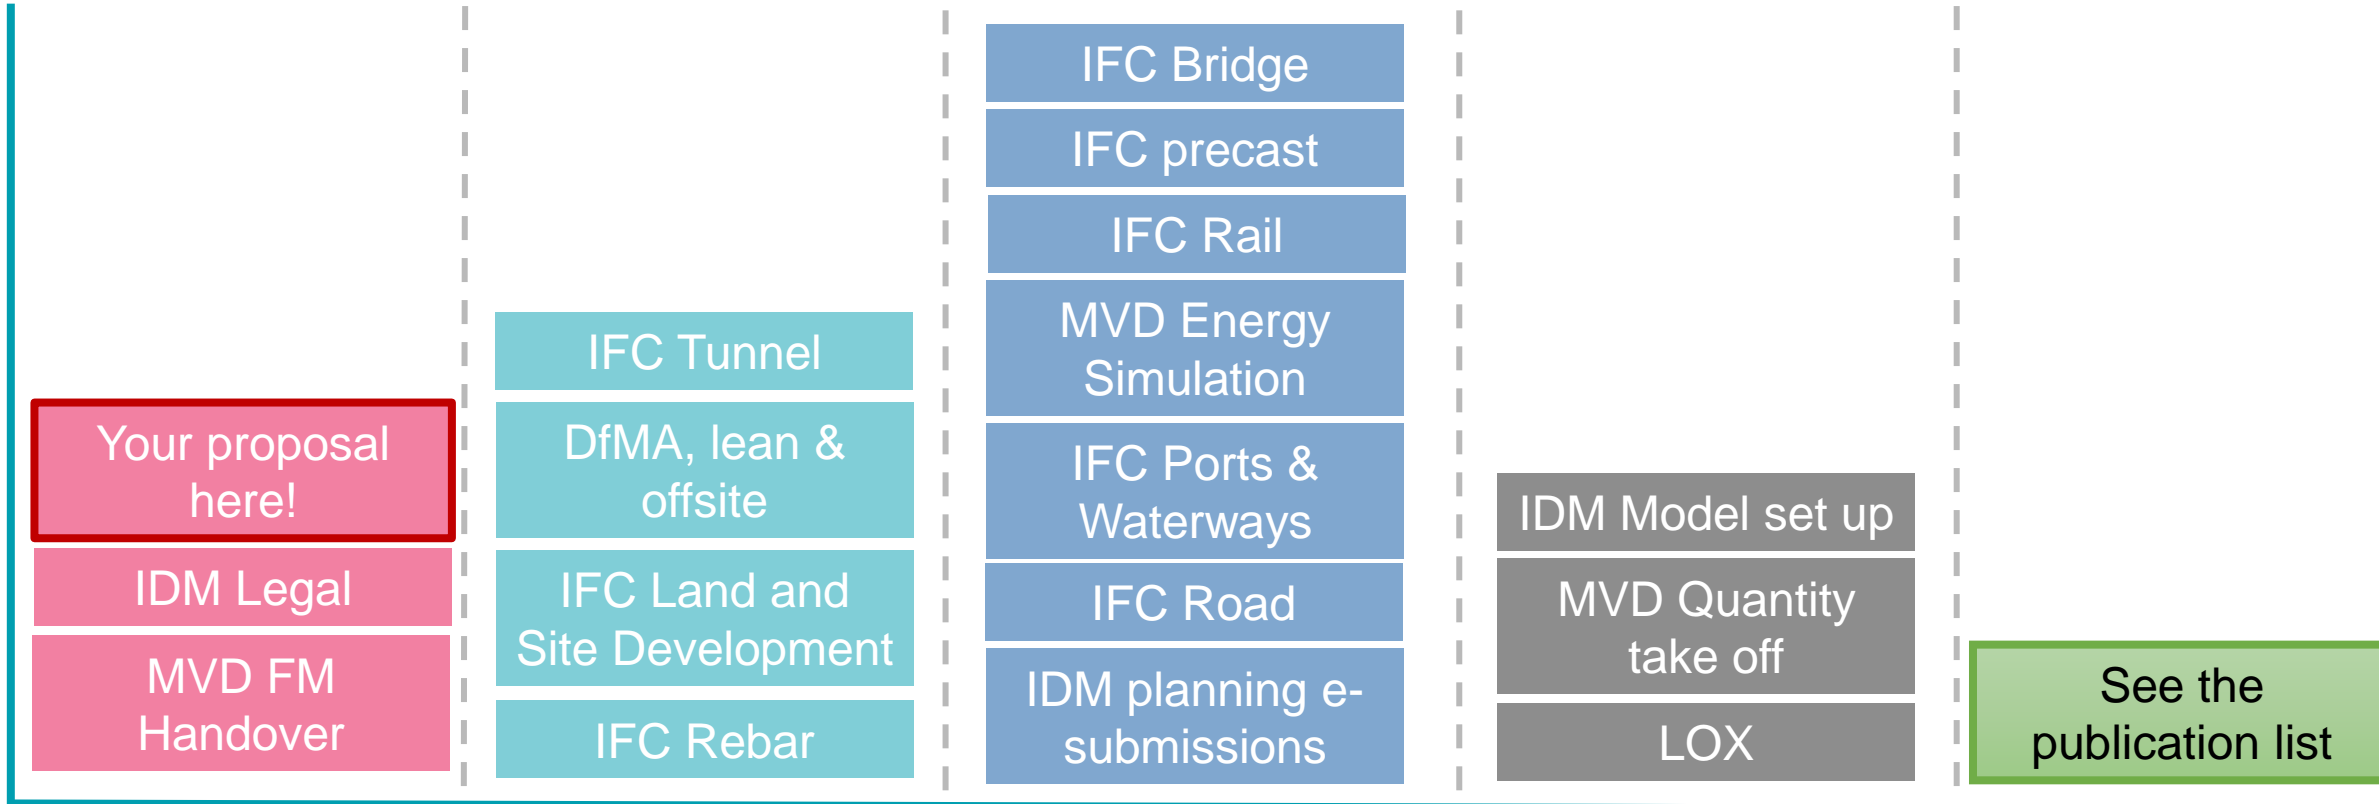 Your proposal
here!
IDM Legal
MVD FM
Handover
IFC Tunnel
DfMA, lean &
offsite
IFC Land and
Site Development
IFC Rebar
IFC Bridge
IFC precast
IFC Rail
MVD Energy
Simulation
IFC Ports &
Waterways
IFC Road
IDM planning e-
submissions
IDM Model set up
MVD Quantity
take off
LOX
See the
publication list